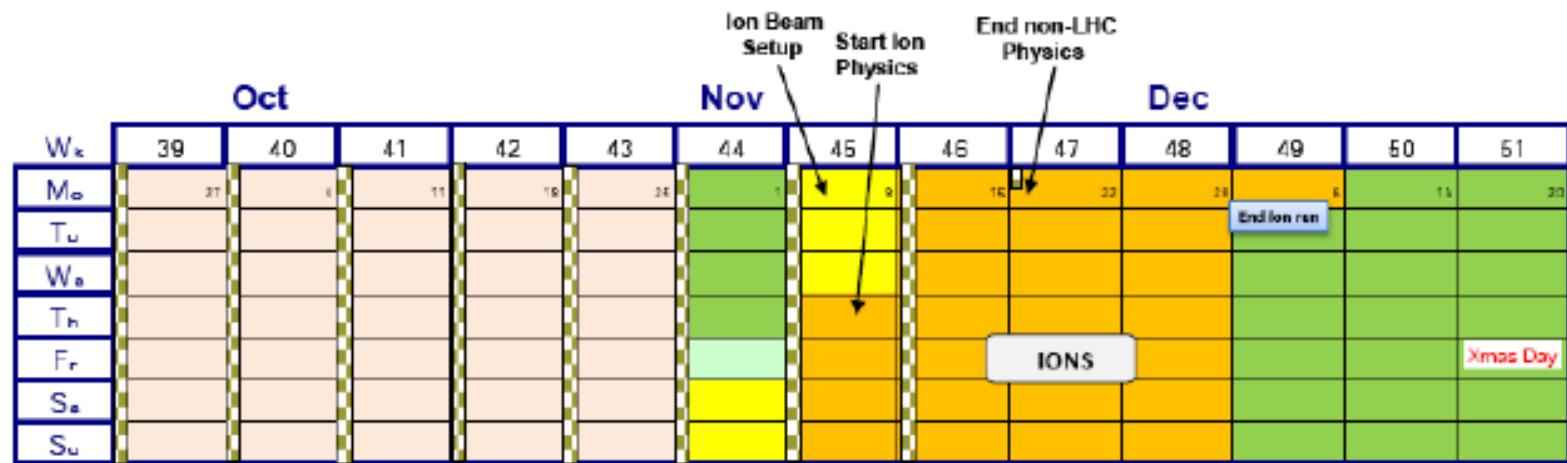 Ion Beam
Setup
Start Ion
Physics
End non-LHC
Physics
Oct Nov Dec
Wk 39 40 41 42 43 44 45 46 47 48 49 50 51
Mo 27 11 18 25 1 8 15 22 29 6 13 20
Tu End Ion run
We
Th
Fr IONS Xmas Day
Sa
Su